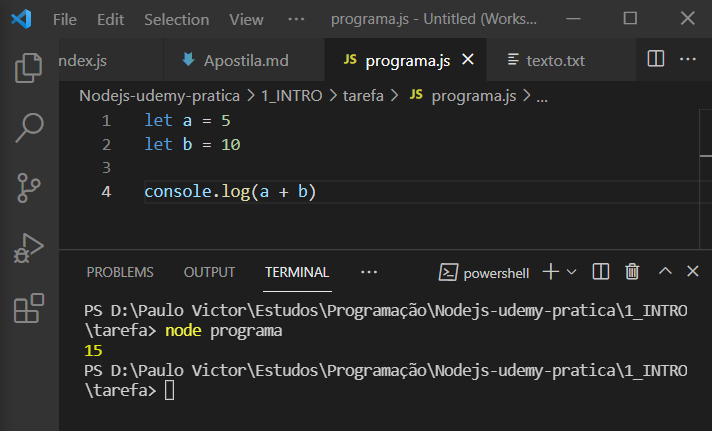 File Edit Selection View ··· programa.js - Untitled (Works...
ndex.js Apostila.md JS programa.js texto.txt ···
Nodejs-udemy-pratica > 1_INTRO > tarefa > JS programa.js > ...
1 let a = 5
2 let b = 10
3
4 console.log(a + b)
PROBLEMS OUTPUT TERMINAL ··· powershell
PS D:\Paulo Victor\Estudos\Programação\Nodejs-udemy-pratica\1_INTRO
\tarefa> node programa
15
PS D:\Paulo Victor\Estudos\Programação\Nodejs-udemy-pratica\1_INTRO
\tarefa>